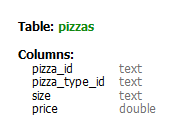 Table: pizzas
Columns:
pizza_id text
pizza_type_id text
size text
price double